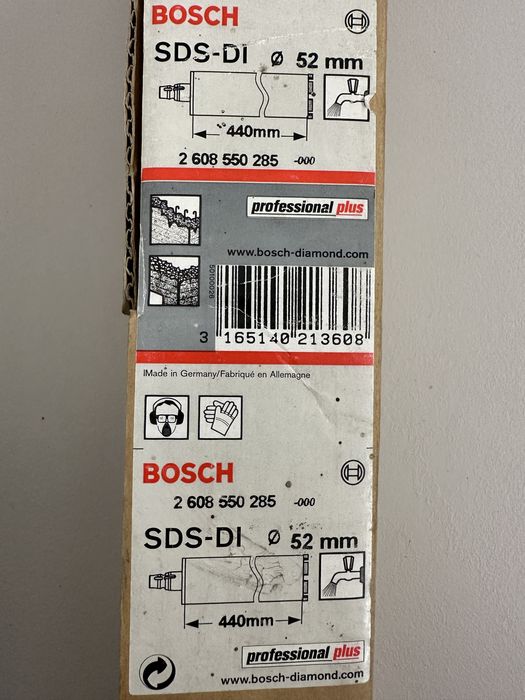 BOSCH
SDS-DI Ø 52 mm
440mm
2 608 550 285 -000
professional plus
www.bosch-diamond.com
3 165140 213608
Made in Germany/Fabriqué en Allemagne
BOSCH
2 608 550 285 -000
SDS-DI Ø 52 mm
440mm
professional plus
www.bosch-diamond.com